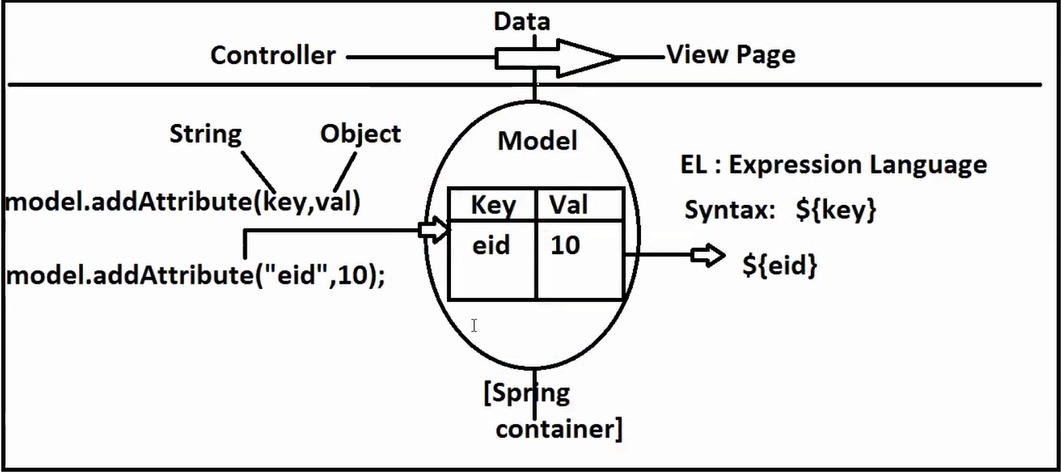 Data
Controller
View Page
String
Object
Model
EL : Expression Language
model.addAttribute(key,val)
Key
Val
Syntax: ${key}
eid
10
${eid}
model.addAttribute("eid",10);
[Spring
container]